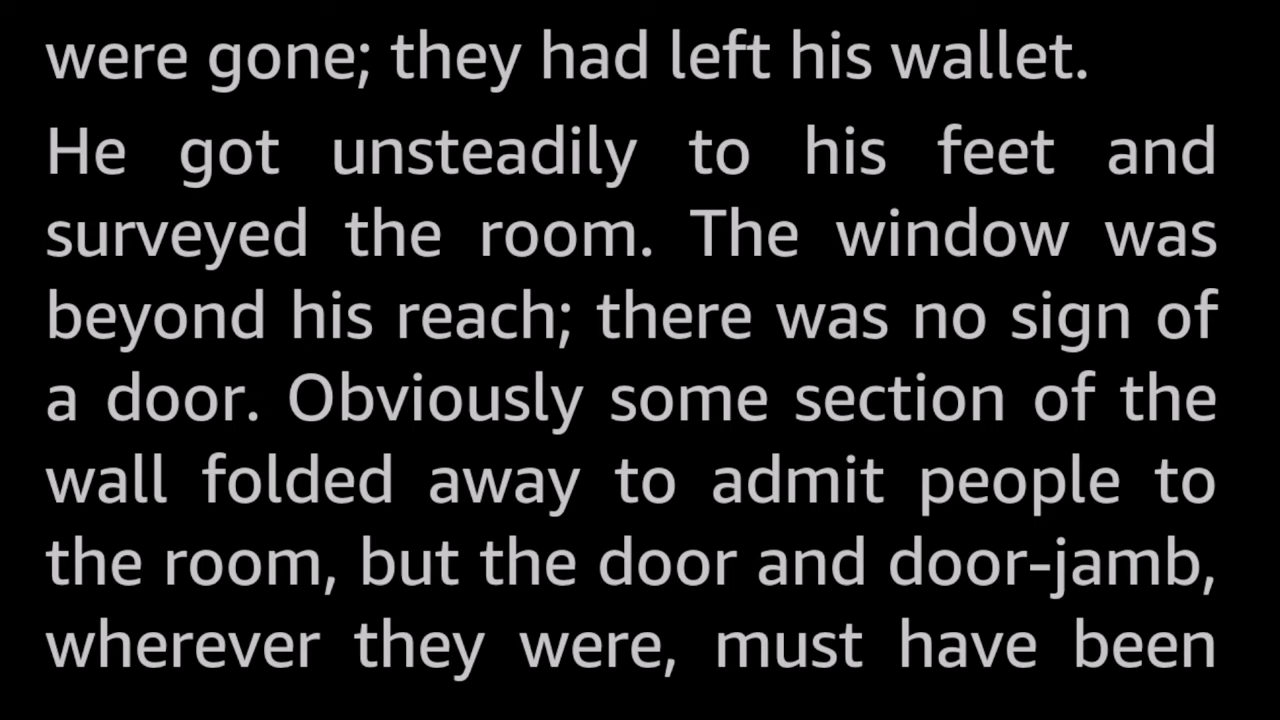 were gone; they had left his wallet.
He got unsteadily to his feet and
surveyed the room. The window was
beyond his reach; there was no sign of
a door. Obviously some section of the
wall folded away to admit people to
the room, but the door and door-jamb,
wherever they were, must have been